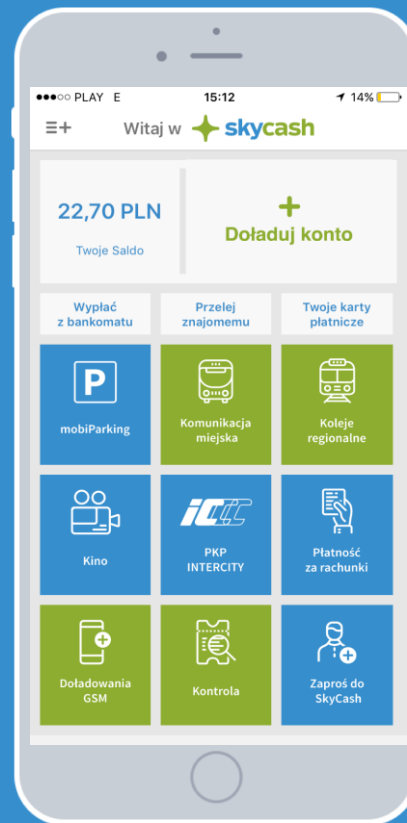 PLAY E 15:12 14%
Witaj w skycash
22,70 PLN
Twoje Saldo
+
Doładuj konto
Wypłać
z bankomatu
Przelej
znajomemu
Twoje karty
płatnicze
P
mobiParking
Komunikacja
miejska
Koleje
regionalne
Kino
IC
PKP
INTERCITY
Płatność
za rachunki
Doładowania
GSM
Kontrola
Zaproś do
SkyCash